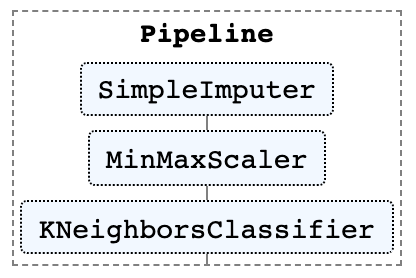 Pipeline
SimpleImputer
MinMaxScaler
KNeighborsClassifier